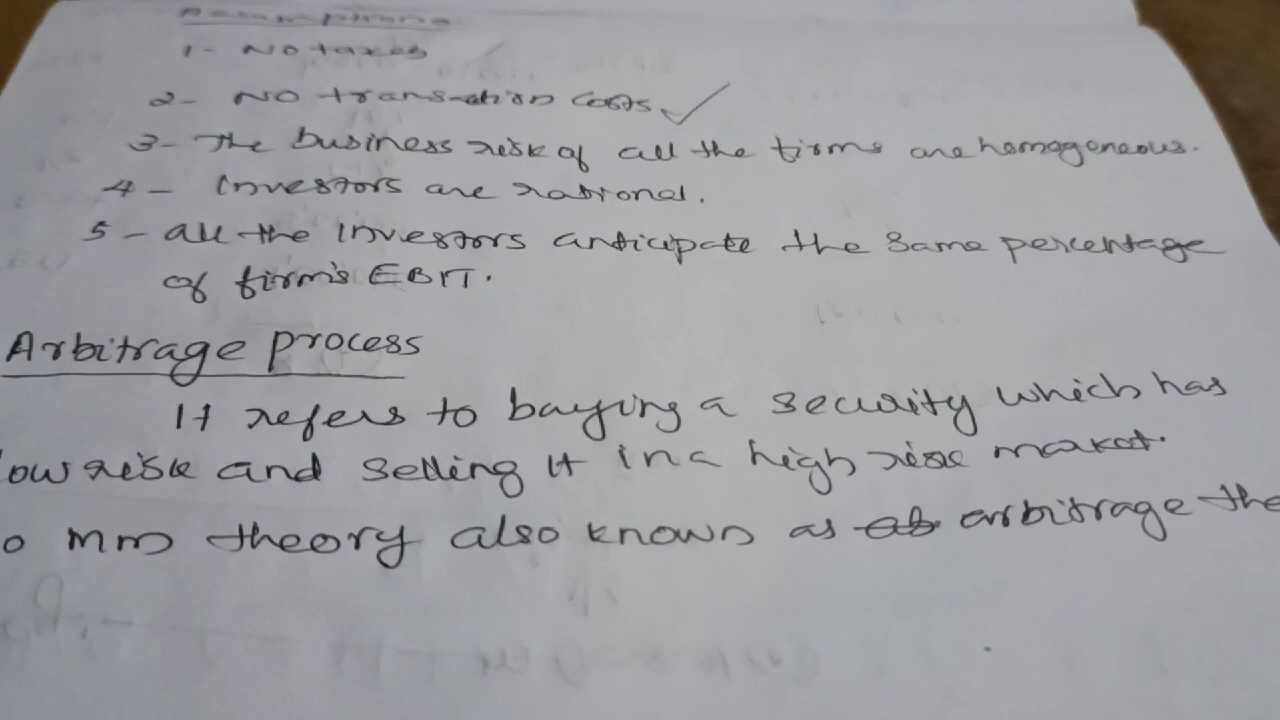 Assumptions
1- No taxes
2- No transaction costs. ✓
3- The business risk of all the firms are homogeneous.
4- Investors are rational.
5- all the Investors anticipate the same percentage
of firm's EBIT.
Arbitrage process
It refers to buying a security which has
low risk and selling it in a high risk market.
o mm theory also known as arbitrage the